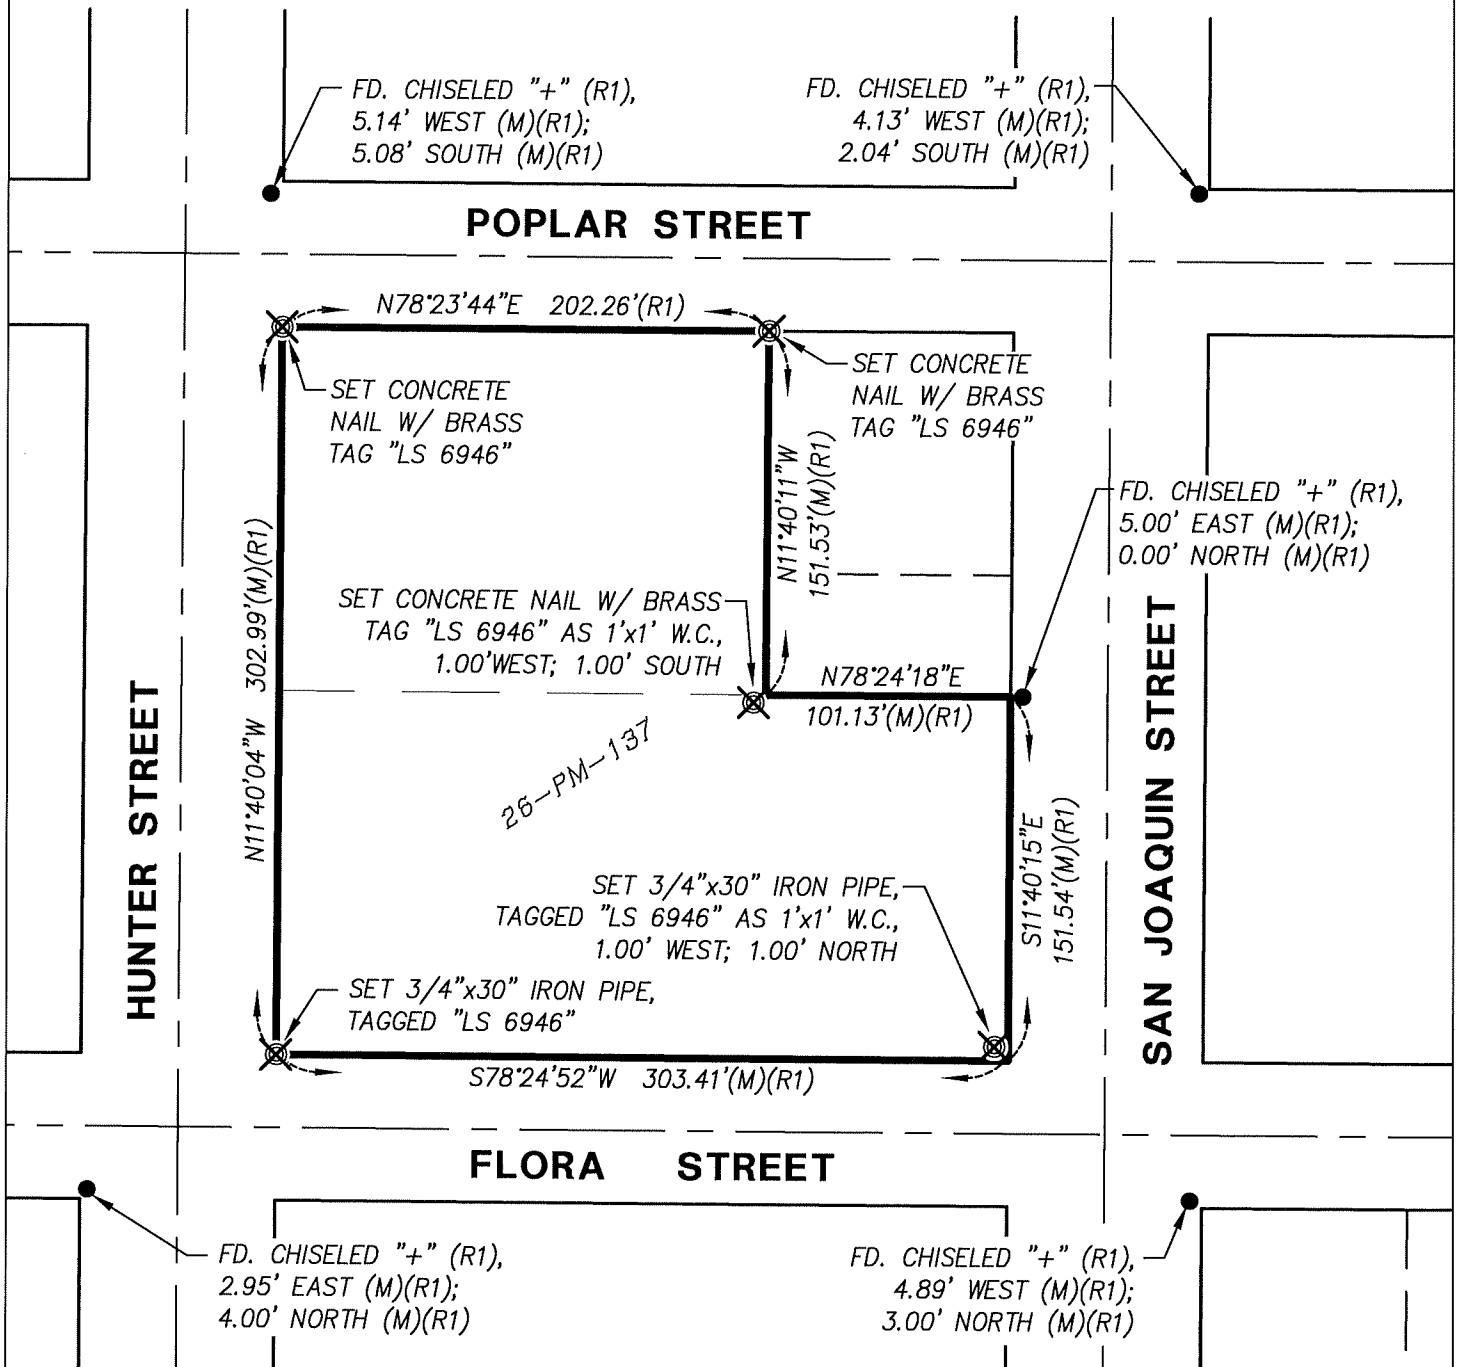 FD. CHISELED "+" (R1),
5.14' WEST (M)(R1);
5.08' SOUTH (M)(R1)
FD. CHISELED "+" (R1),
4.13' WEST (M)(R1);
2.04' SOUTH (M)(R1)
POPLAR STREET
N78°23'44"E 202.26'(R1)
SET CONCRETE
NAIL W/ BRASS
TAG "LS 6946"
SET CONCRETE
NAIL W/ BRASS
TAG "LS 6946"
N11°40'11"W
151.53'(M)(R1)
FD. CHISELED "+" (R1),
5.00' EAST (M)(R1);
0.00' NORTH (M)(R1)
N11°40'04"W 302.99'(M)(R1)
SET CONCRETE NAIL W/ BRASS
TAG "LS 6946" AS 1'x1' W.C.,
1.00'WEST; 1.00' SOUTH
N78°24'18"E
101.13'(M)(R1)
26-PM-137
HUNTER STREET
SAN JOAQUIN STREET
S11°40'15"E
151.54'(M)(R1)
SET 3/4"x30" IRON PIPE,
TAGGED "LS 6946" AS 1'x1' W.C.,
1.00' WEST; 1.00' NORTH
SET 3/4"x30" IRON PIPE,
TAGGED "LS 6946"
S78°24'52"W 303.41'(M)(R1)
FLORA STREET
FD. CHISELED "+" (R1),
2.95' EAST (M)(R1);
4.00' NORTH (M)(R1)
FD. CHISELED "+" (R1),
4.89' WEST (M)(R1);
3.00' NORTH (M)(R1)